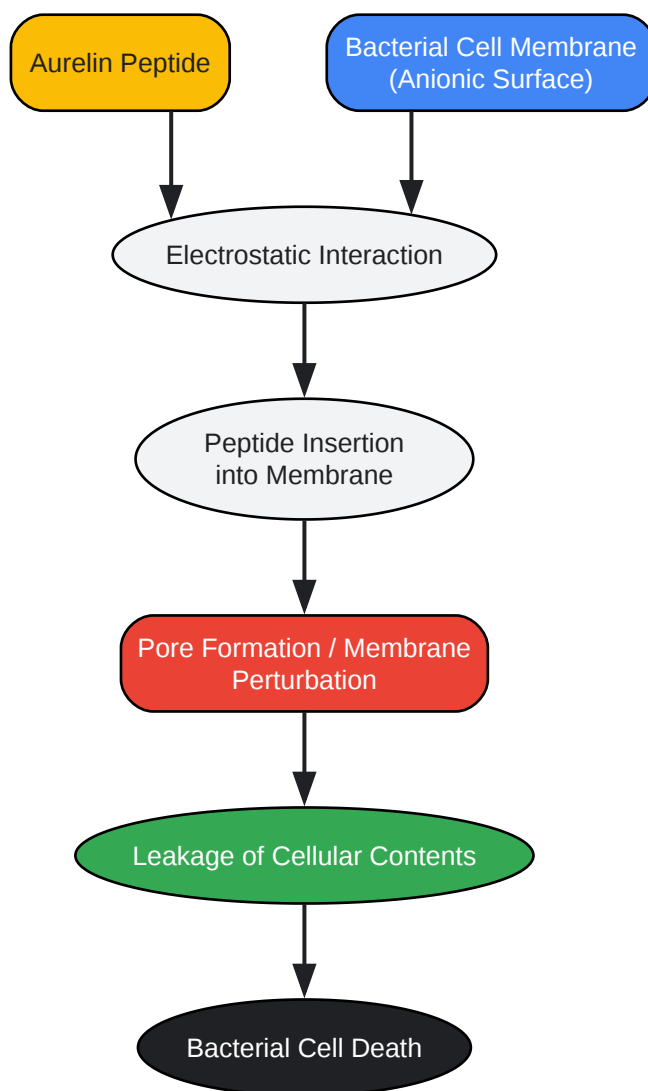 Aurelin Peptide
Bacterial Cell Membrane
(Anionic Surface)
Electrostatic Interaction
Peptide Insertion
into Membrane
Pore Formation / Membrane
Perturbation
Leakage of Cellular Contents
Bacterial Cell Death